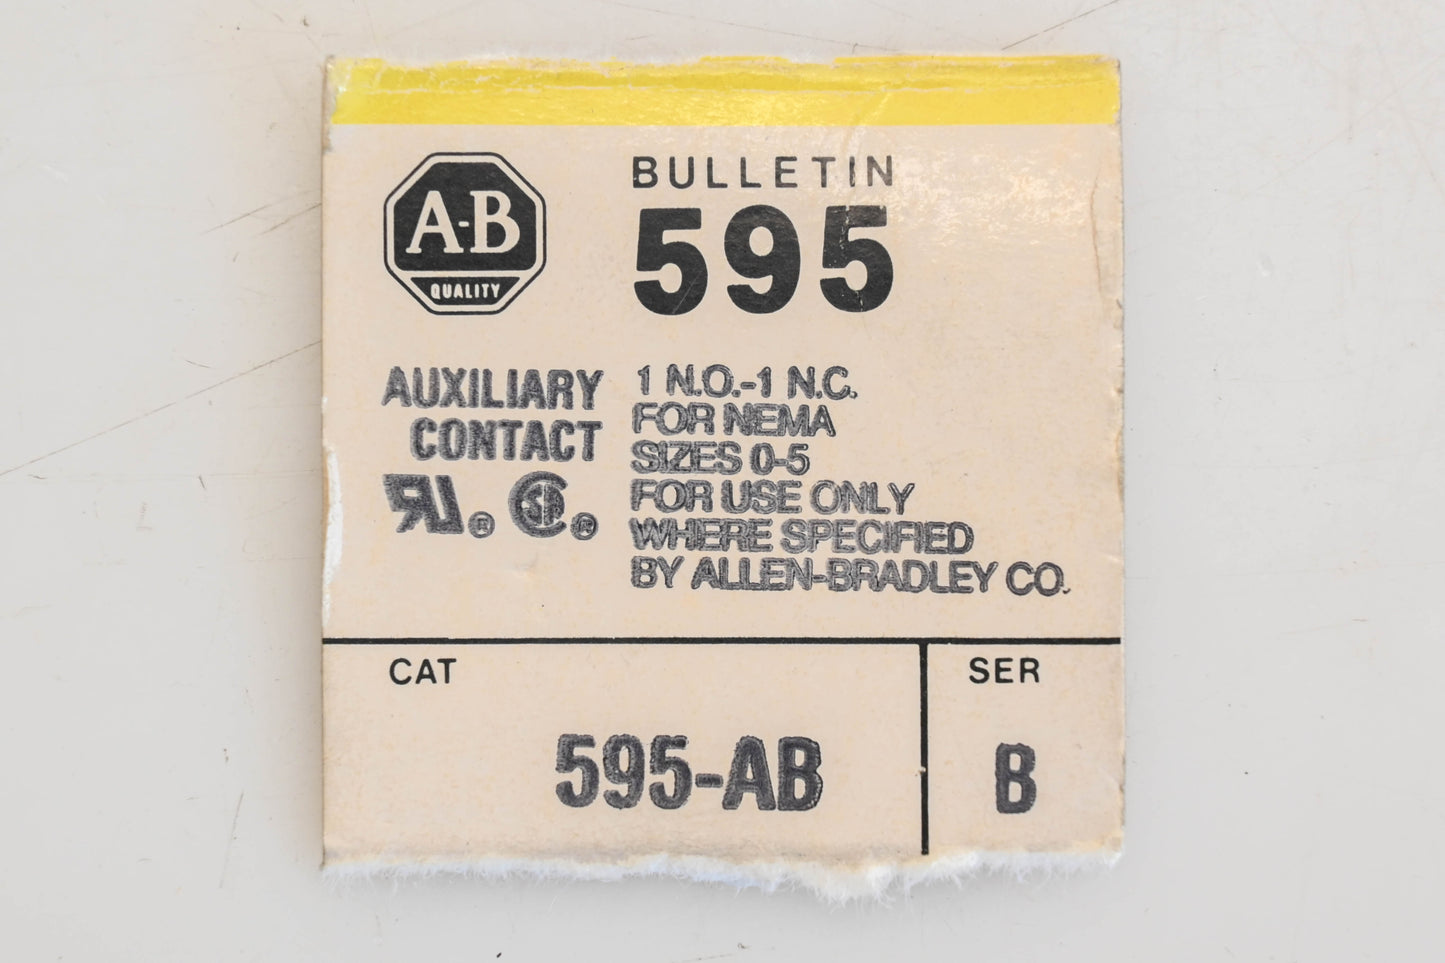 A-B
QUALITY
BULLETIN
595
AUXILIARY
CONTACT
1 N.O.-1 N.C.
FOR NEMA
SIZES 0-5
FOR USE ONLY
WHERE SPECIFIED
BY ALLEN-BRADLEY CO.
CAT
595-AB
SER
B